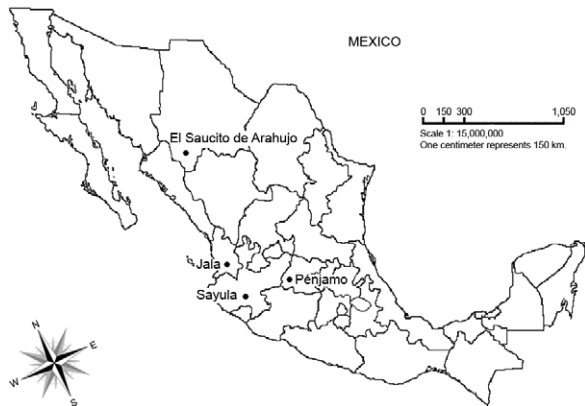 MEXICO
0 150 300 1,050
Scale 1: 15,000,000
One centimeter represents 150 km.
El Saucito de Arahujo
Jala
Pénjamo
Sayula
N
E
W
S